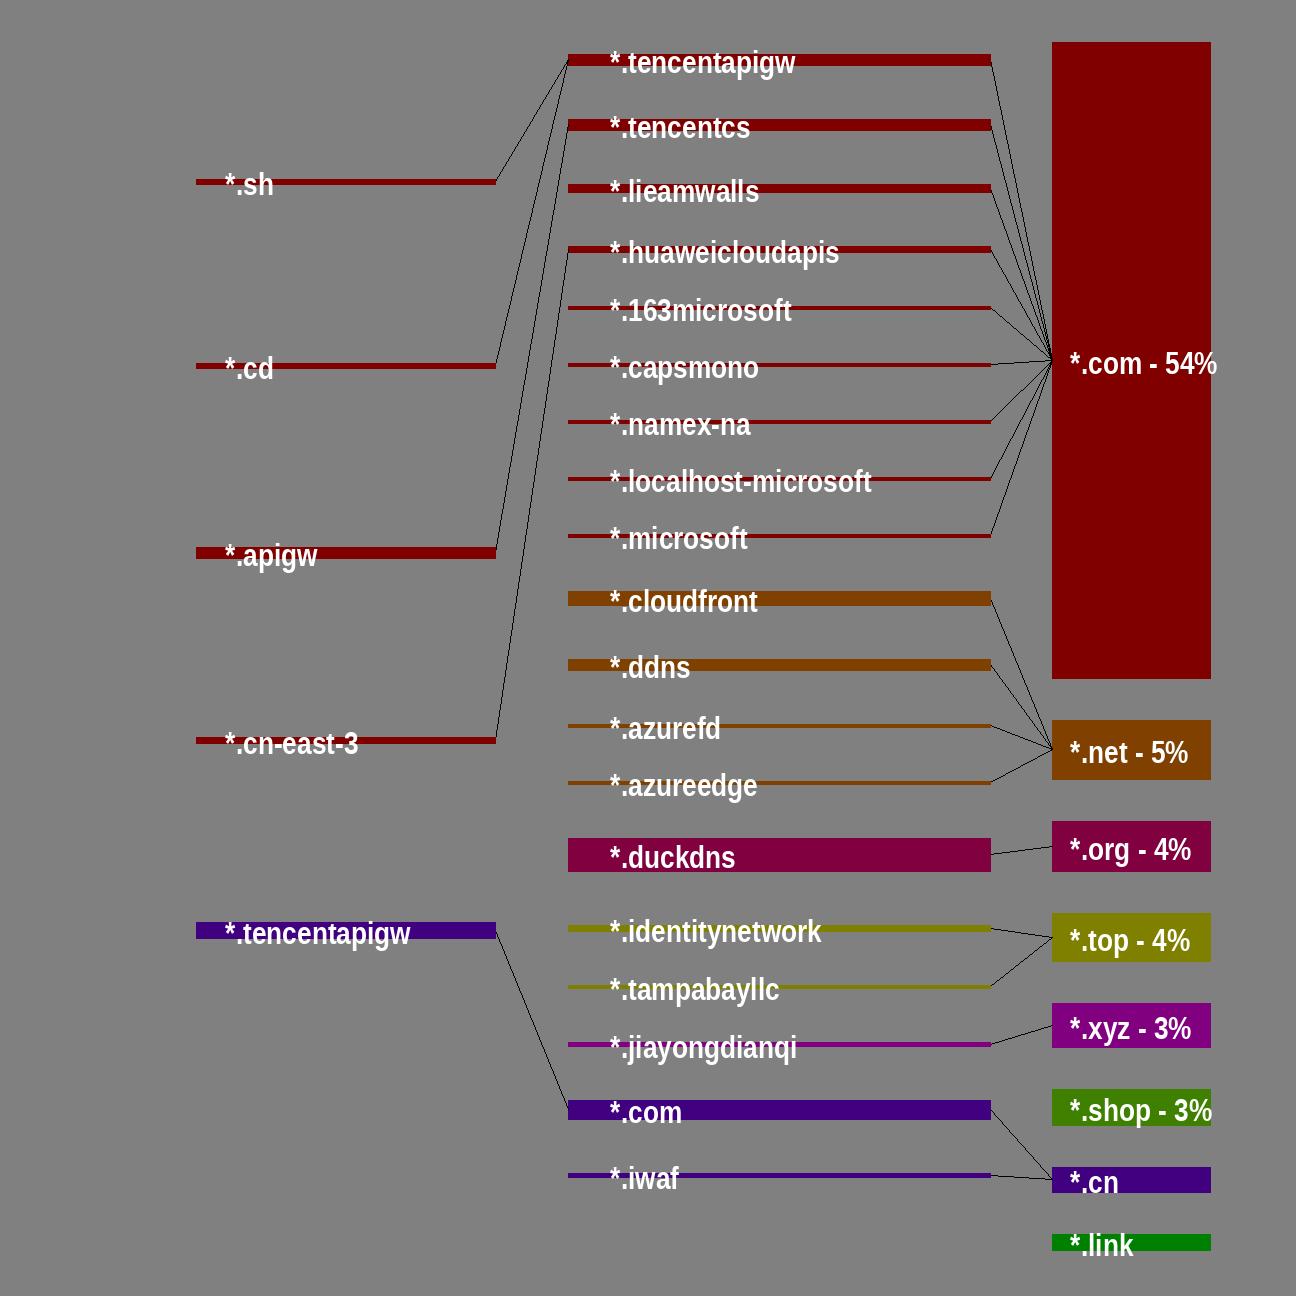 *.sh
*.cd
*.apigw
*.cn-east-3
*.tencentapigw
*.tencentapigw
*.tencentcs
*.lieamwalls
*.huaweicloudapis
*.163microsoft
*.capsmono
*.namex-na
*.localhost-microsoft
*.microsoft
*.cloudfront
*.ddns
*.azurefd
*.azureedge
*.duckdns
*.identitynetwork
*.tampabayllc
*.jiayongdianqi
*.com
*.iwaf
*.com - 54%
*.net - 5%
*.org - 4%
*.top - 4%
*.xyz - 3%
*.shop - 3%
*.cn
*.link